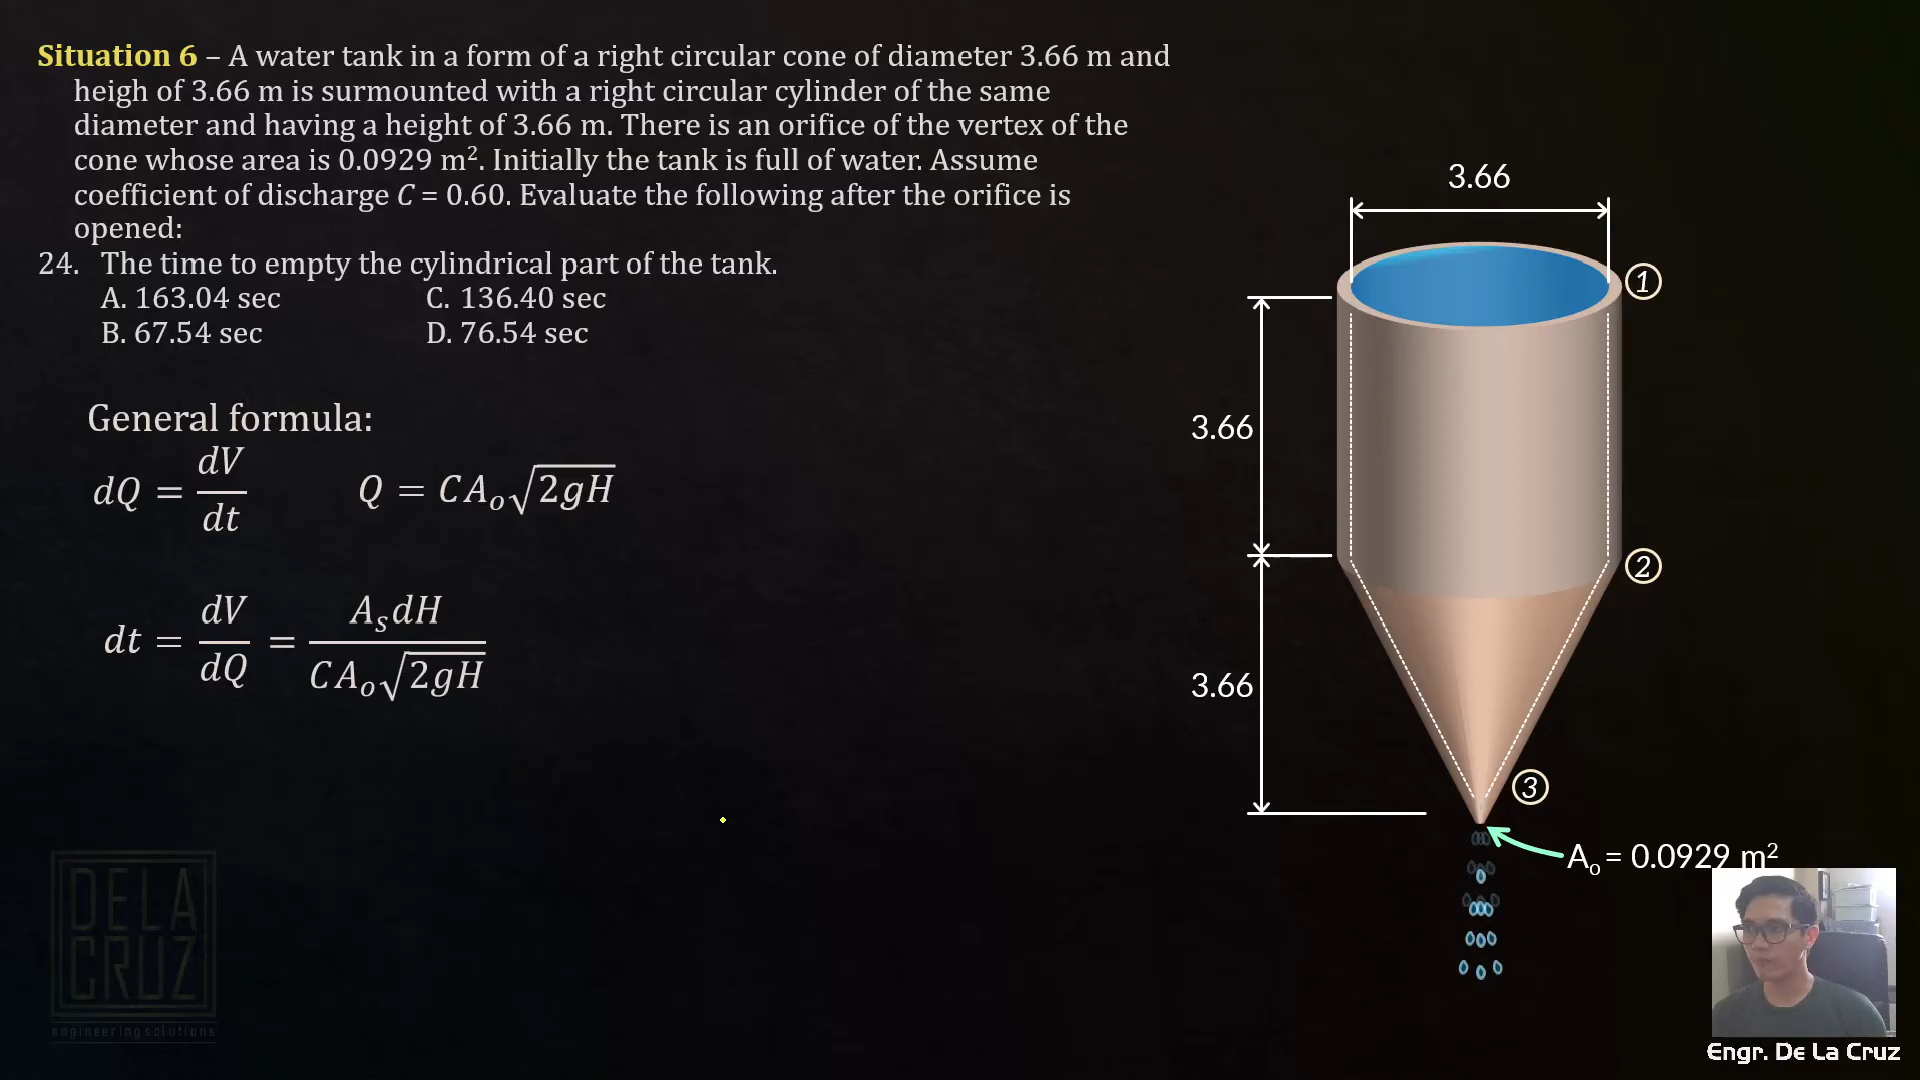 Situation 6 – A water tank in a form of a right circular cone of diameter 3.66 m and
heigh of 3.66 m is surmounted with a right circular cylinder of the same
diameter and having a height of 3.66 m. There is an orifice of the vertex of the
cone whose area is 0.0929 m². Initially the tank is full of water. Assume
coefficient of discharge C = 0.60. Evaluate the following after the orifice is
opened:
24. The time to empty the cylindrical part of the tank.
A. 163.04 sec C. 136.40 sec
B. 67.54 sec D. 76.54 sec
General formula:
dQ = dV/dt Q = CAₒ√(2gH)
dt = dV/dQ = AₛdH/(CAₒ√(2gH))
3.66
①
3.66
②
3.66
③
Aₒ = 0.0929 m²
DELA
CRUZ
engineering solutions
Engr. De La Cruz